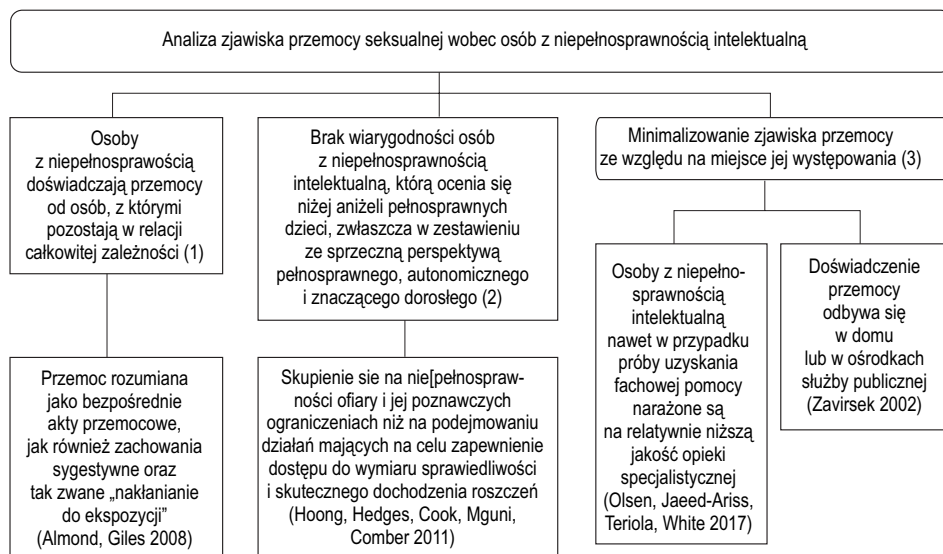 Analiza zjawiska przemocy seksualnej wobec osób z niepełnosprawnością intelektualną
Osoby
z niepełnosprawością
doświadczają przemocy
od osób, z którymi
pozostają w relacji
całkowitej zależności (1)
Brak wiarygodności osób
z niepełnosprawnością
intelektualną, którą ocenia się
niżej aniżeli pełnosprawnych
dzieci, zwłaszcza w zestawieniu
ze sprzeczną perspektywą
pełnosprawnego, autonomicznego
i znaczącego dorosłego (2)
Minimalizowanie zjawiska przemocy
ze względu na miejsce jej występowania (3)
Przemoc rozumiana
jako bezpośrednie
akty przemocowe,
jak również zachowania
sygestywne oraz
tak zwane „nakłanianie
do ekspozycji”
(Almond, Giles 2008)
Skupienie sie na nie[pełnospraw-
ności ofiary i jej poznawczych
ograniczeniach niż na podejmowaniu
działań mających na celu zapewnienie
dostępu do wymiaru sprawiedliwości
i skutecznego dochodzenia roszczeń
(Hoong, Hedges, Cook, Mguni,
Comber 2011)
Osoby z niepełno-
sprawnością
intelektualną
nawet w przypadku
próby uzyskania
fachowej pomocy
narażone są
na relatywnie niższą
jakość opieki
specjalistycznej
(Olsen, Jaeed-Ariss,
Teriola, White 2017)
Doświadczenie
przemocy
odbywa się
w domu
lub w ośrodkach
służby publicznej
(Zavirsek 2002)